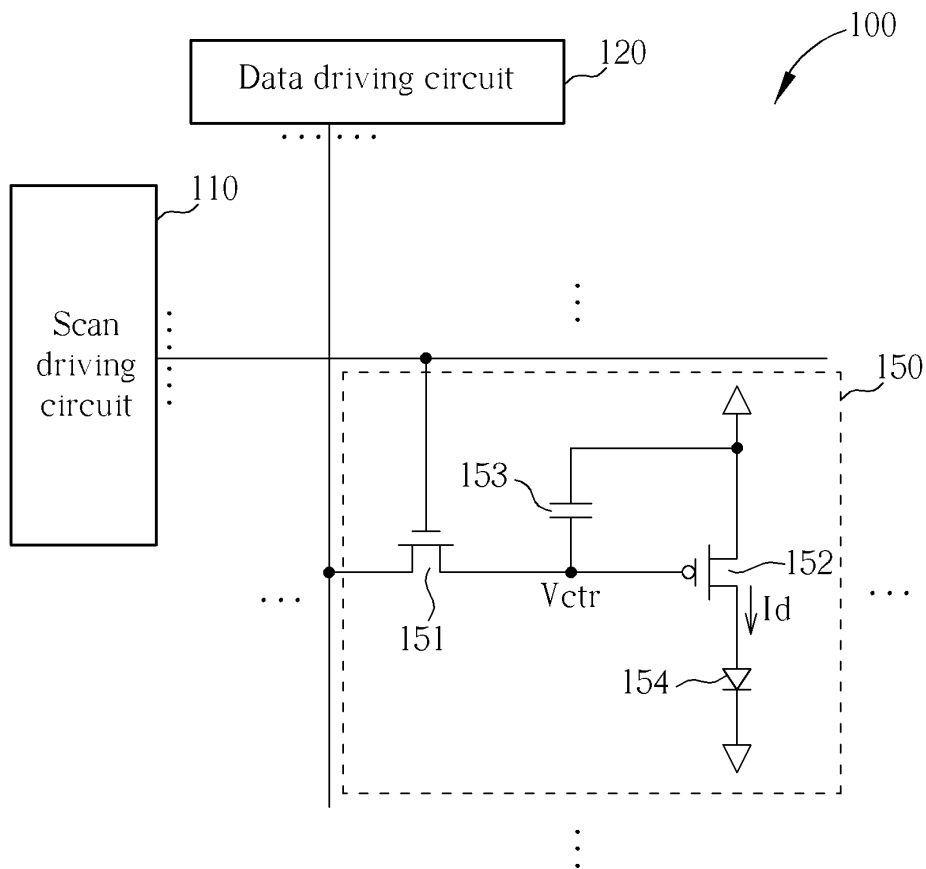 100
Data driving circuit
120
110
Scan
driving
circuit
150
153
152
Vctr
Id
151
154